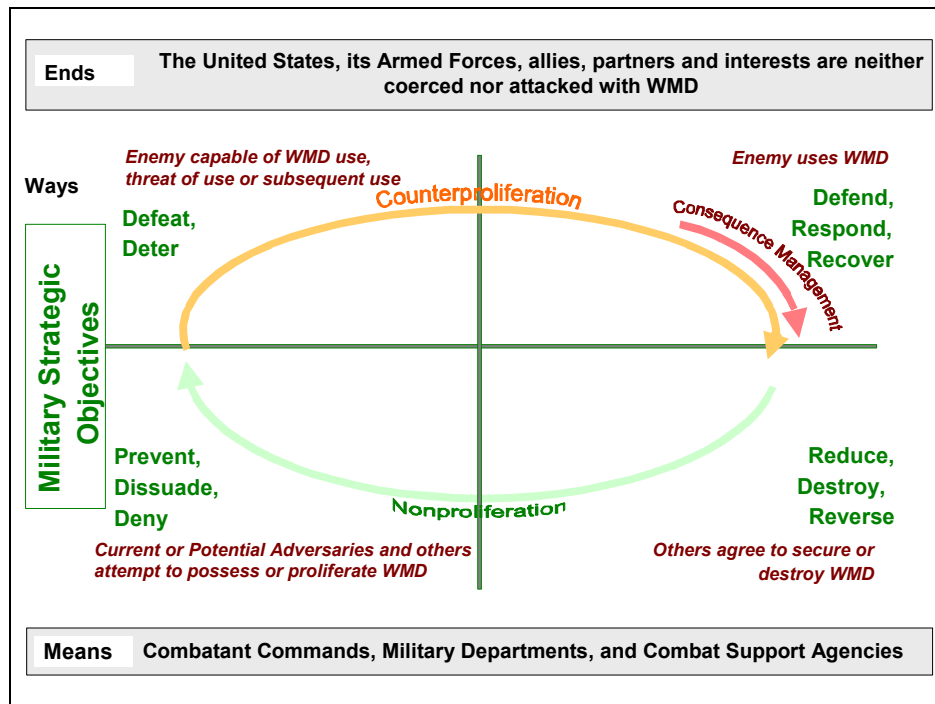 Ends
The United States, its Armed Forces, allies, partners and interests are neither
coerced nor attacked with WMD
Ways
Enemy capable of WMD use,
threat of use or subsequent use
Enemy uses WMD
Counterproliferation
Defeat,
Deter
Consequence Management
Defend,
Respond,
Recover
Military Strategic
Objectives
Prevent,
Dissuade,
Deny
Nonproliferation
Reduce,
Destroy,
Reverse
Current or Potential Adversaries and others
attempt to possess or proliferate WMD
Others agree to secure or
destroy WMD
Means
Combatant Commands, Military Departments, and Combat Support Agencies